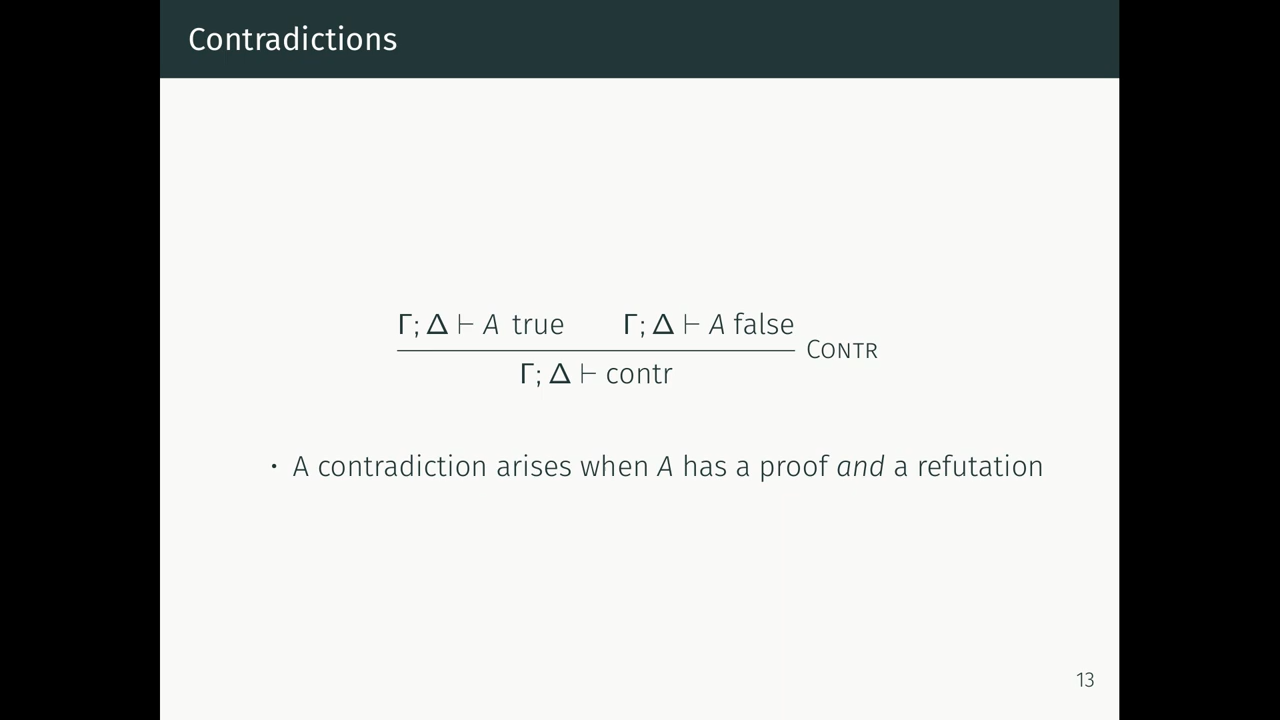 Contradictions
Γ; Δ ⊢ A true Γ; Δ ⊢ A false
Contr
Γ; Δ ⊢ contr
· A contradiction arises when A has a proof and a refutation
13